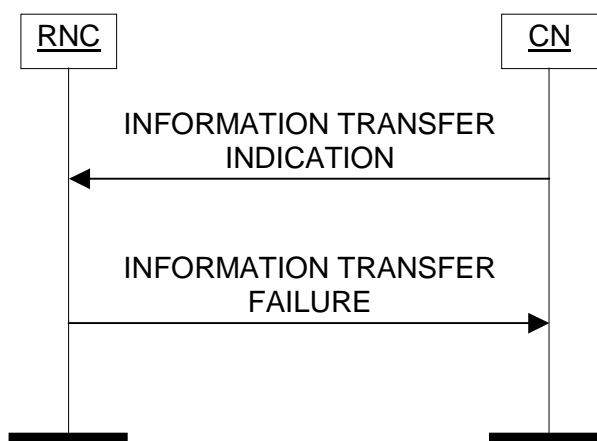 RNC
CN
INFORMATION TRANSFER
INDICATION
INFORMATION TRANSFER
FAILURE